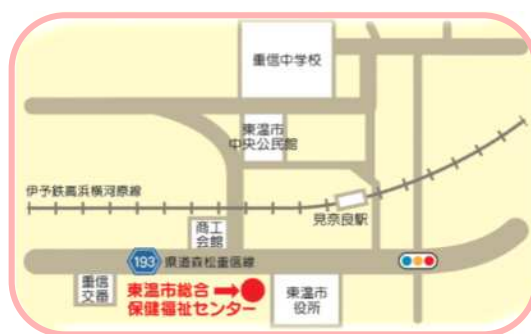 重信中学校
東温市
中央公民館
伊予鉄高浜横河原線
見奈良駅
商工
会館
193 県道森松重信線
重信
交番
東温市総合
保健福祉センター
東温市
役所